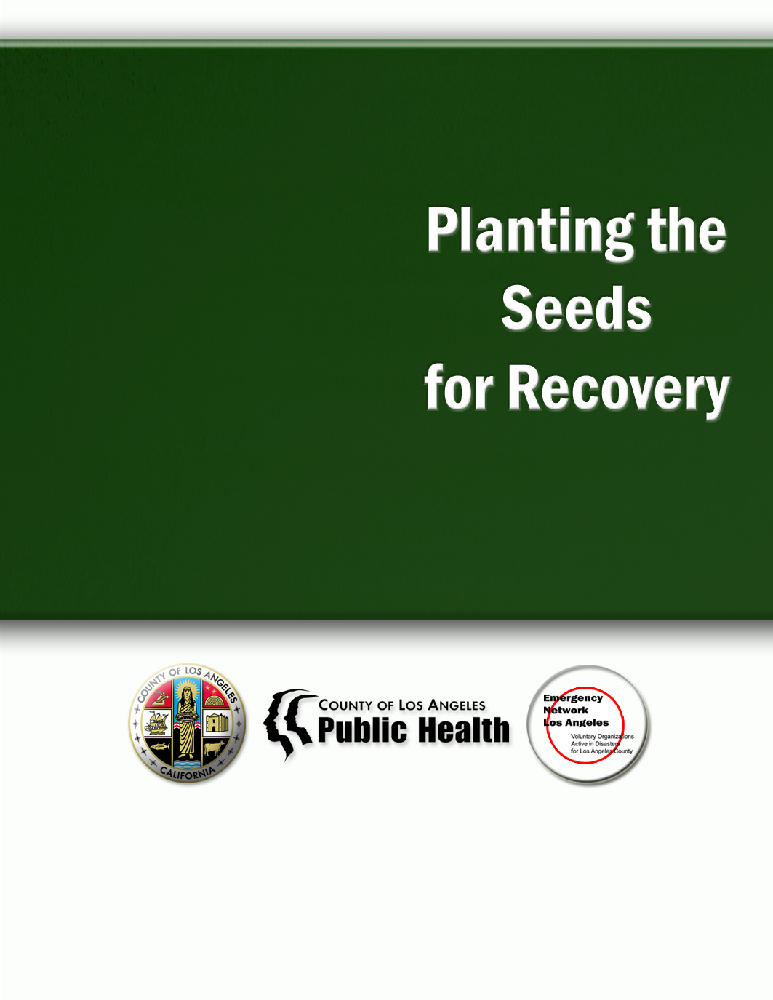 Planting the
Seeds
for Recovery
COUNTY OF LOS ANGELES
CALIFORNIA
COUNTY OF LOS ANGELES
Public Health
Emergency
Network
Los Angeles
Voluntary Organizations
Active in Disasters
for Los Angeles County